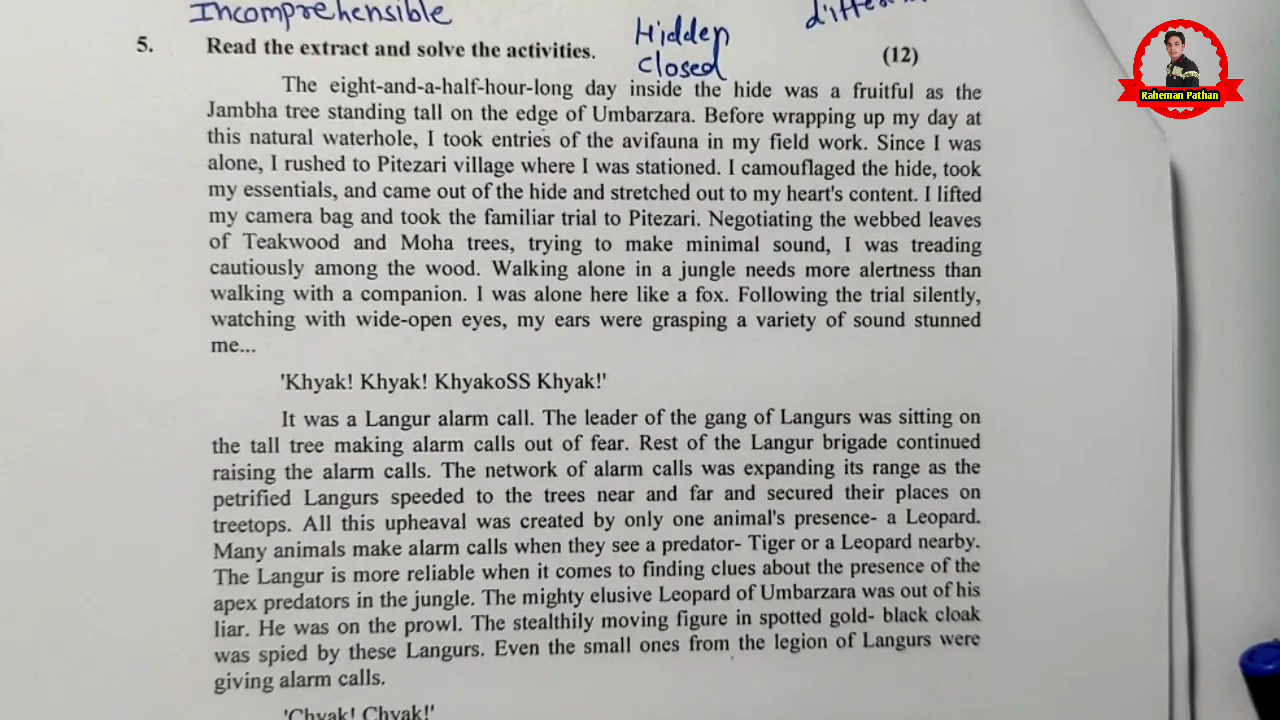 Incomprehensible
Hidden
closed
Raheman Pathan
5. Read the extract and solve the activities. (12)
The eight-and-a-half-hour-long day inside the hide was a fruitful as the
Jambha tree standing tall on the edge of Umbarzara. Before wrapping up my day at
this natural waterhole, I took entries of the avifauna in my field work. Since I was
alone, I rushed to Pitezari village where I was stationed. I camouflaged the hide, took
my essentials, and came out of the hide and stretched out to my heart's content. I lifted
my camera bag and took the familiar trial to Pitezari. Negotiating the webbed leaves
of Teakwood and Moha trees, trying to make minimal sound, I was treading
cautiously among the wood. Walking alone in a jungle needs more alertness than
walking with a companion. I was alone here like a fox. Following the trial silently,
watching with wide-open eyes, my ears were grasping a variety of sound stunned
me...
'Khyak! Khyak! KhyakoSS Khyak!'
It was a Langur alarm call. The leader of the gang of Langurs was sitting on
the tall tree making alarm calls out of fear. Rest of the Langur brigade continued
raising the alarm calls. The network of alarm calls was expanding its range as the
petrified Langurs speeded to the trees near and far and secured their places on
treetops. All this upheaval was created by only one animal's presence- a Leopard.
Many animals make alarm calls when they see a predator- Tiger or a Leopard nearby.
The Langur is more reliable when it comes to finding clues about the presence of the
apex predators in the jungle. The mighty elusive Leopard of Umbarzara was out of his
liar. He was on the prowl. The stealthily moving figure in spotted gold- black cloak
was spied by these Langurs. Even the small ones from the legion of Langurs were
giving alarm calls.
'Chyak! Chyak!'